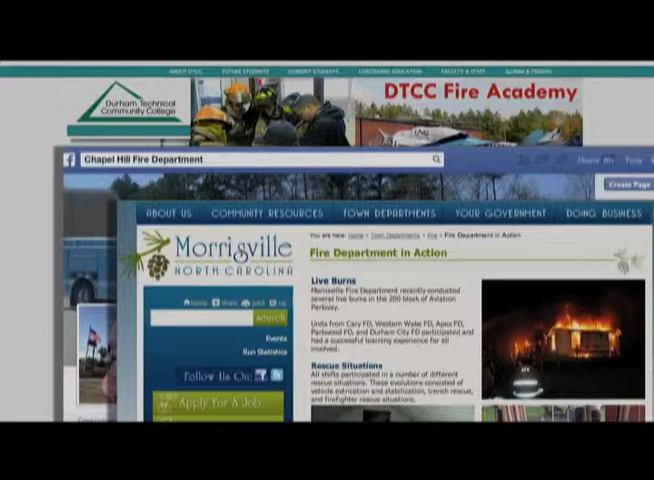 ABOUT DTCC FUTURE STUDENTS CURRENT STUDENTS CONTINUING EDUCATION FACULTY & STAFF ALUMNI & FRIENDS
Durham Technical
Community College
DTCC Fire Academy
f Chapel Hill Fire Department
Home
Create Page
ABOUT US COMMUNITY RESOURCES TOWN DEPARTMENTS YOUR GOVERNMENT DOING BUSINESS
Morrisville
NORTH CAROLINA
You are here: Home > Town Departments > Fire > Fire Department in Action
Fire Department in Action
home share print
search
Events
Run Statistics
Follow Us On:
Apply For A Job
Live Burns
Morrisville Fire Department recently conducted
several live burns in the 200 block of Aviation
Parkway.
Units from Cary FD, Western Wake FD, Apex FD,
Parkwood FD, and Durham City FD participated and
had a successful learning experience for all
involved.
Rescue Situations
All shifts participated in a number of different
rescue situations. These evolutions consisted of
vehicle extrication and stabilization, trench rescue,
and firefighter rescue situations.